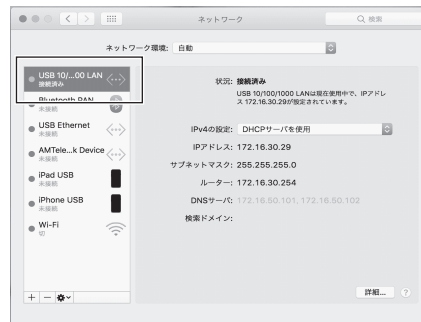 ネットワーク
検索
ネットワーク環境: 自動
USB 10/...00 LAN
接続済み
Bluetooth PAN
未接続
USB Ethernet
未接続
AMTele...k Device
未接続
iPad USB
未接続
iPhone USB
未接続
Wi-Fi
切
状況: 接続済み
USB 10/100/1000 LANは現在使用中で、IPアドレ
ス 172.16.30.29が設定されています。
IPv4の設定: DHCPサーバを使用
IPアドレス: 172.16.30.29
サブネットマスク: 255.255.255.0
ルーター: 172.16.30.254
DNSサーバ: 172.16.50.101, 172.16.50.102
検索ドメイン:
詳細... ?